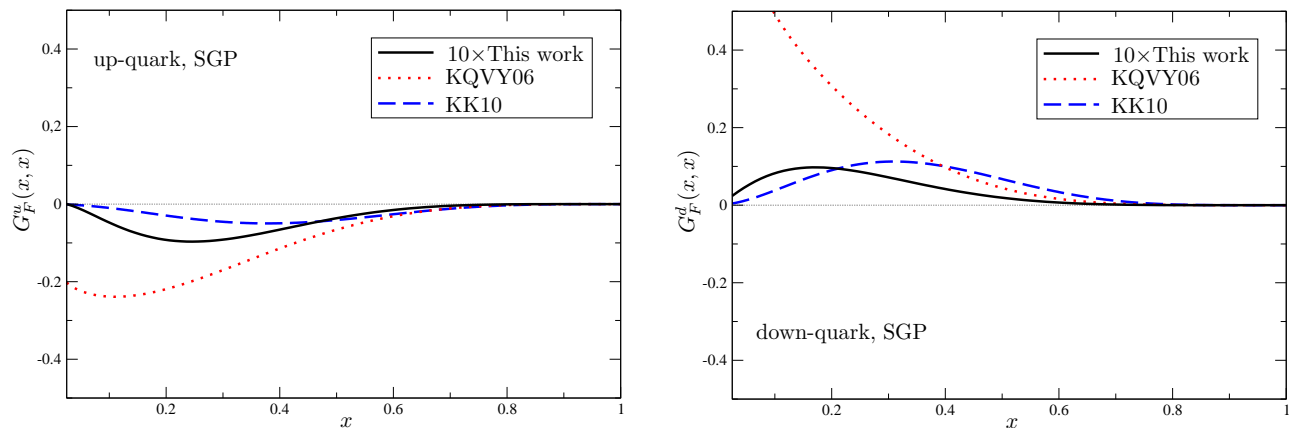 up-quark, SGP
10×This work
KQVY06
KK10
0.4
0.2
0
-0.2
-0.4
G_F^u(x, x)
0.2
0.4
0.6
0.8
1
x
down-quark, SGP
10×This work
KQVY06
KK10
0.4
0.2
0
-0.2
-0.4
G_F^d(x, x)
0.2
0.4
0.6
0.8
1
x